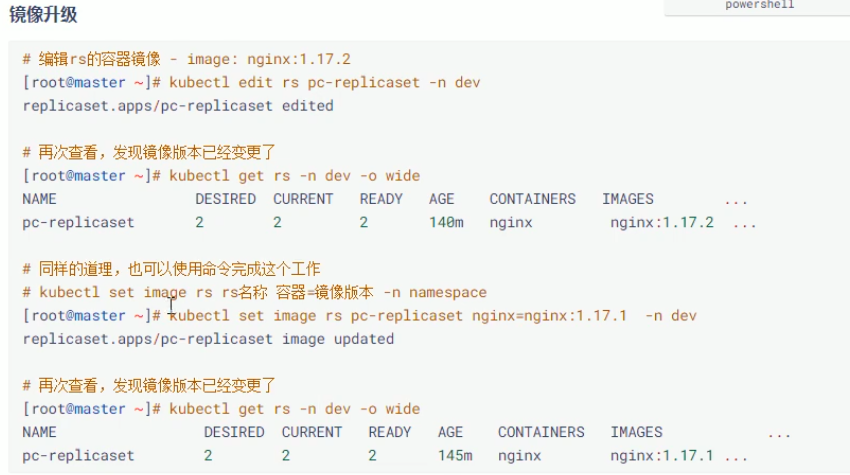 powershell
镜像升级
# 编辑rs的容器镜像 - image: nginx:1.17.2
[root@master ~]# kubectl edit rs pc-replicaset -n dev
replicaset.apps/pc-replicaset edited
# 再次查看，发现镜像版本已经变更了
[root@master ~]# kubectl get rs -n dev -o wide
NAME DESIRED CURRENT READY AGE CONTAINERS IMAGES ...
pc-replicaset 2 2 2 140m nginx nginx:1.17.2 ...
# 同样的道理，也可以使用命令完成这个工作
# kubectl set image rs rs名称 容器=镜像版本 -n namespace
[root@master ~]# kubectl set image rs pc-replicaset nginx=nginx:1.17.1 -n dev
replicaset.apps/pc-replicaset image updated
# 再次查看，发现镜像版本已经变更了
[root@master ~]# kubectl get rs -n dev -o wide
NAME DESIRED CURRENT READY AGE CONTAINERS IMAGES ...
pc-replicaset 2 2 2 145m nginx nginx:1.17.1 ...